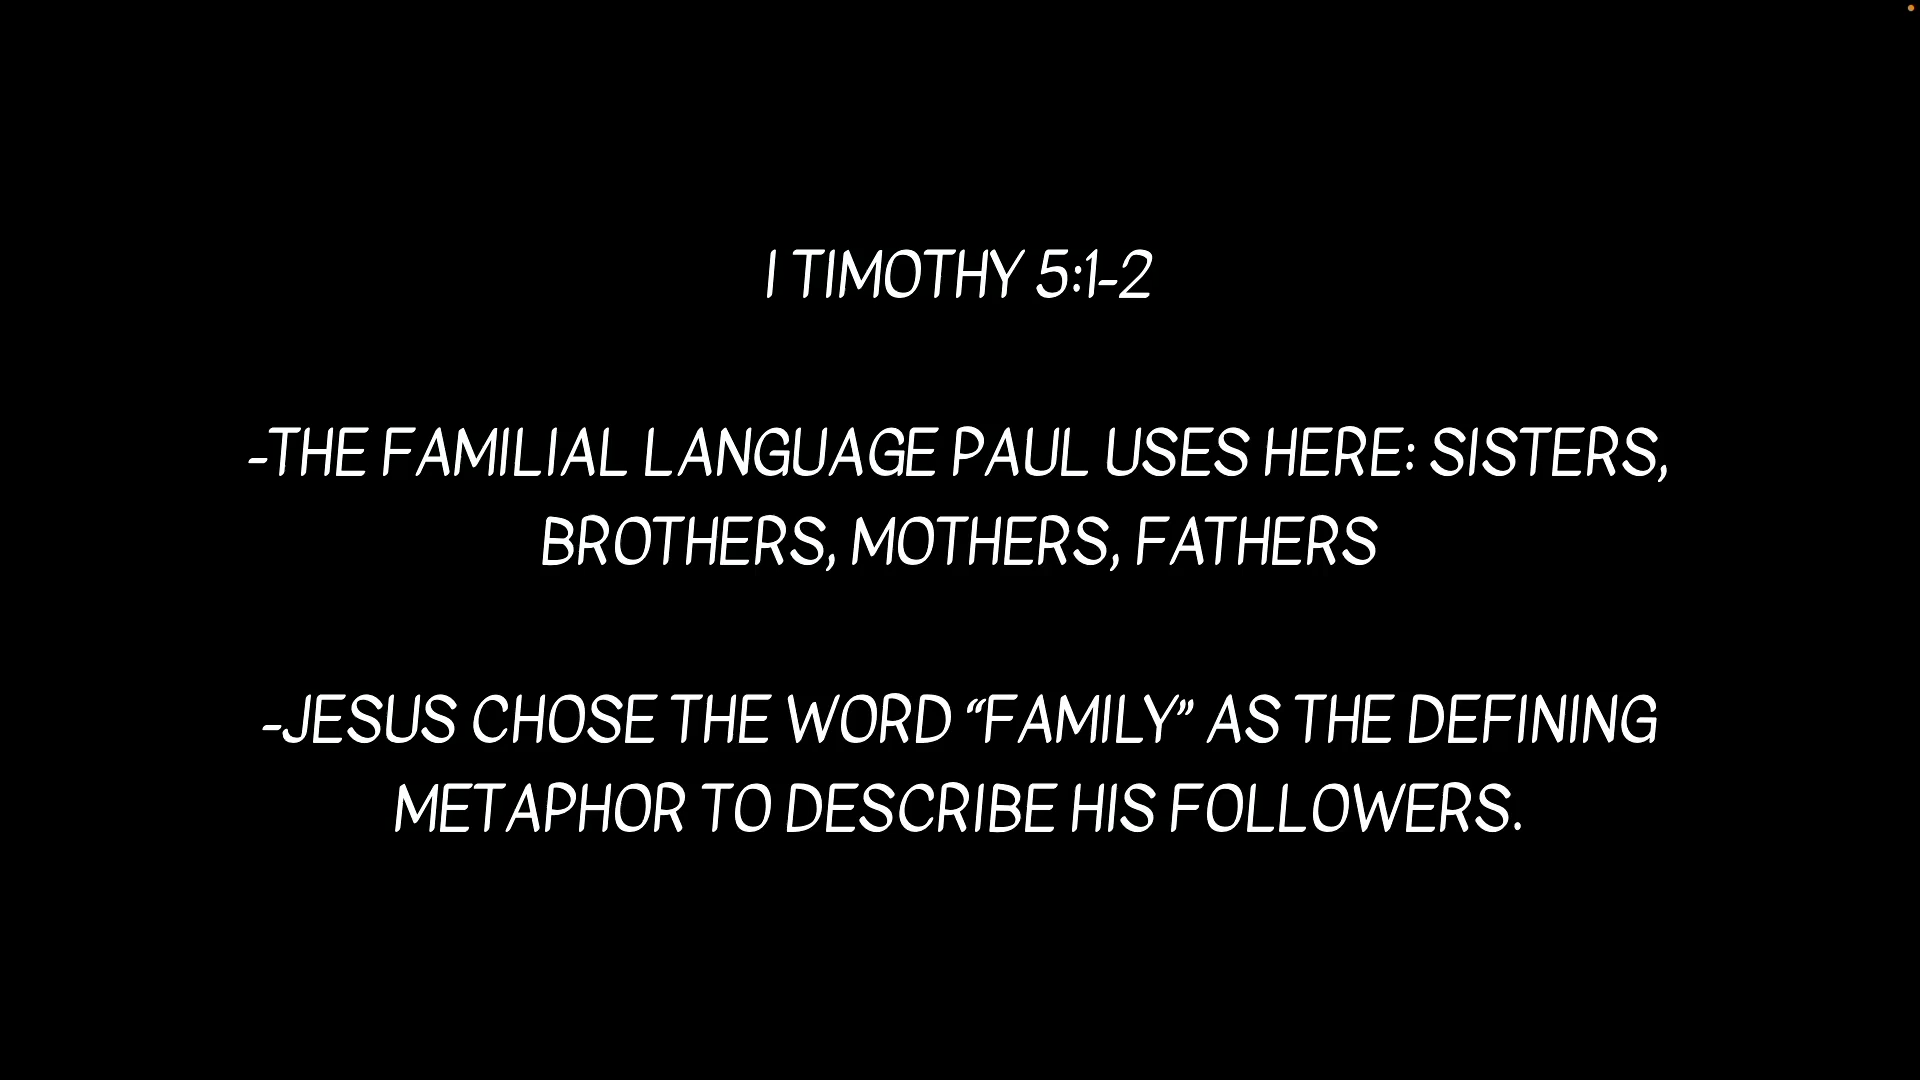 I TIMOTHY 5:1-2
-THE FAMILIAL LANGUAGE PAUL USES HERE: SISTERS,
BROTHERS, MOTHERS, FATHERS
-JESUS CHOSE THE WORD “FAMILY” AS THE DEFINING
METAPHOR TO DESCRIBE HIS FOLLOWERS.